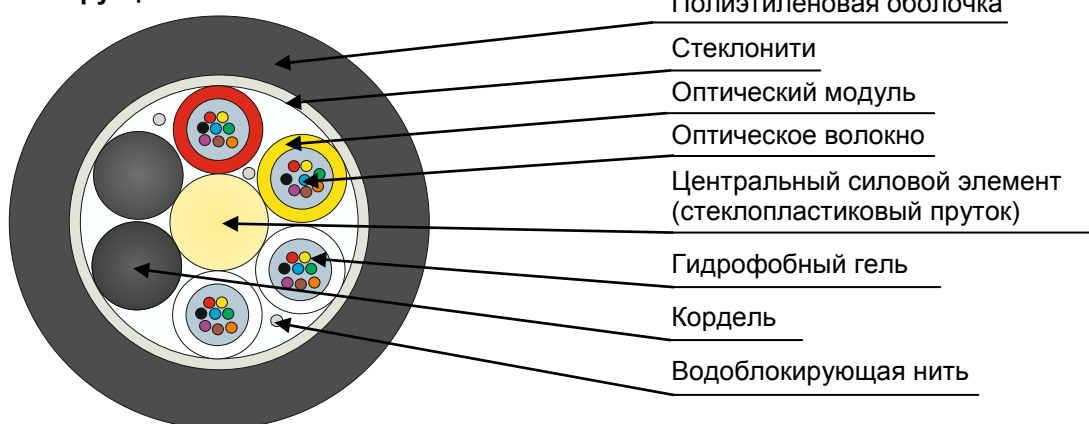 Полиэтиленовая оболочка
Стеклонити
Оптический модуль
Оптическое волокно
Центральный силовой элемент
(стеклопластиковый пруток)
Гидрофобный гель
Кордель
Водоблокирующая нить